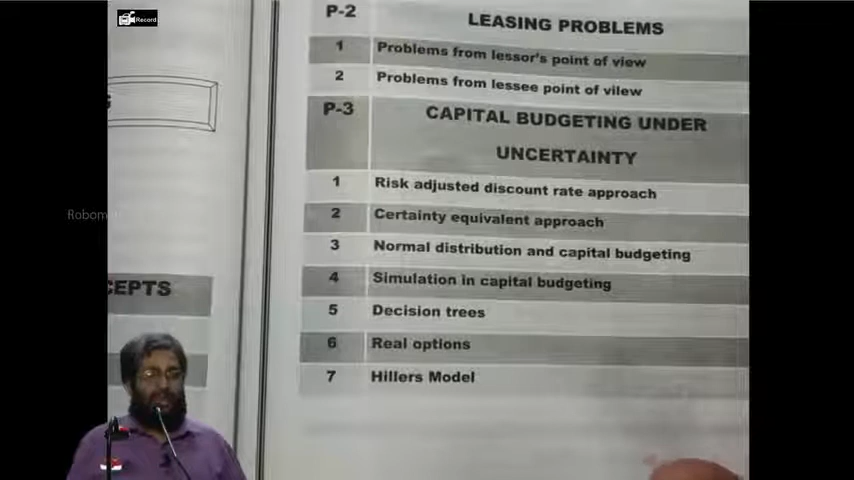 Record
P-2 LEASING PROBLEMS
1 Problems from lessor's point of view
2 Problems from lessee point of vilew
P-3 CAPITAL BUDGETING UNDER
UNCERTAINTY
1 Risk adjusted discount rate approach
2 Certainty equivalent approach
3 Normal distribution and capital budgeting
4 Simulation in capital budgeting
5 Decision trees
6 Real options
7 Hillers Model
CEPTS